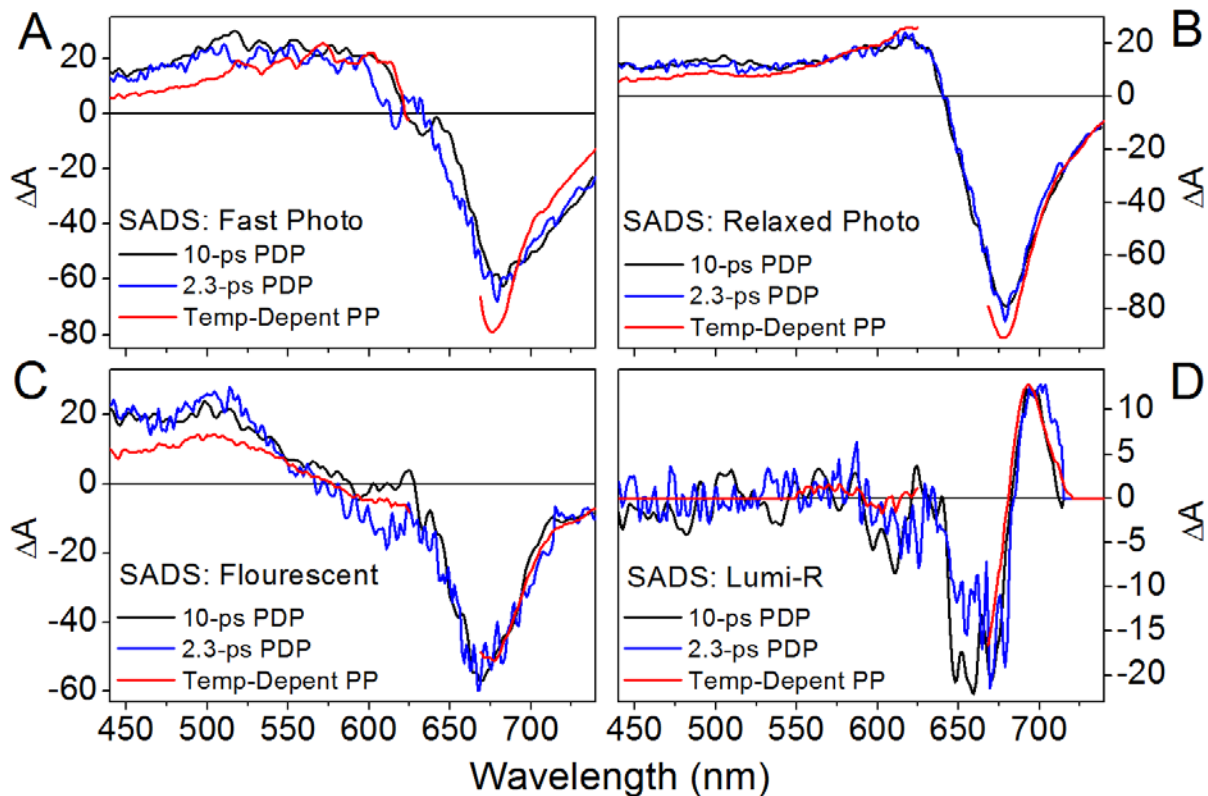 A
20
0
-20
-40
-60
-80
ΔA
SADS: Fast Photo
10-ps PDP
2.3-ps PDP
Temp-Depent PP
B
20
0
-20
-40
-60
-80
ΔA
SADS: Relaxed Photo
10-ps PDP
2.3-ps PDP
Temp-Depent PP
C
20
0
-20
-40
-60
ΔA
SADS: Flourescent
10-ps PDP
2.3-ps PDP
Temp-Depent PP
450 500 550 600 650 700
D
10
5
0
-5
-10
-15
-20
ΔA
SADS: Lumi-R
10-ps PDP
2.3-ps PDP
Temp-Depent PP
450 500 550 600 650 700
Wavelength (nm)